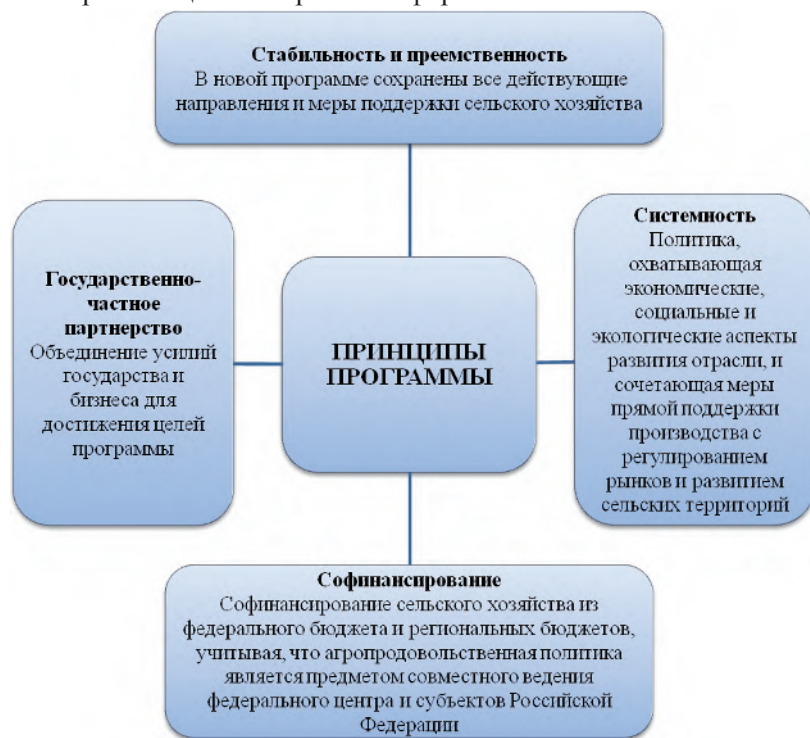 Стабильность и преемственность
В новой программе сохранены все действующие
направления и меры поддержки сельского хозяйства
Государственно-
частное
партнерство
Объединение усилий
государства и
бизнеса для
достижения целей
программы
ПРИНЦИПЫ
ПРОГРАММЫ
Системность
Политика,
охватывающая
экономические,
социальные и
экологические аспекты
развития отрасли, и
сочетающая меры
прямой поддержки
производства с
регулированием
рынков и развитием
сельских территорий
Софинансирование
Софинансирование сельского хозяйства из
федерального бюджета и региональных бюджетов,
учитывая, что агропродовольственная политика
является предметом совместного ведения
федерального центра и субъектов Российской
Федерации